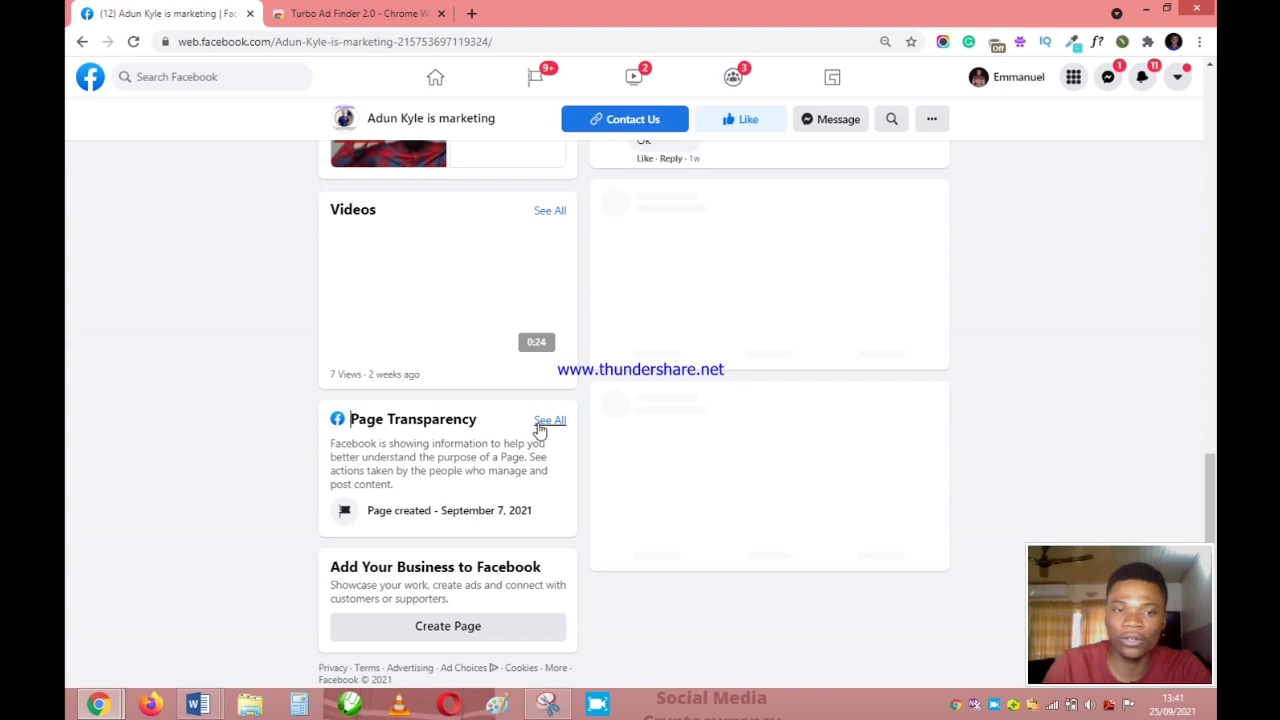 (12) Adun Kyle is marketing | Fac
Turbo Ad Finder 2.0 - Chrome W
web.facebook.com/Adun-Kyle-is-marketing-215753697119324/
Off
IQ
f?
Search Facebook
9+
2
3
Emmanuel
1
11
Adun Kyle is marketing
Contact Us
Like
Message
Ok
Like · Reply · 1w
Videos
See All
0:24
7 Views · 2 weeks ago
www.thundershare.net
Page Transparency
See All
Facebook is showing information to help you
better understand the purpose of a Page. See
actions taken by the people who manage and
post content.
Page created - September 7, 2021
Add Your Business to Facebook
Showcase your work, create ads and connect with
customers or supporters.
Create Page
Privacy · Terms · Advertising · Ad Choices · Cookies · More ·
Facebook © 2021
Social Media
Cryptocurrency
13:41
25/09/2021